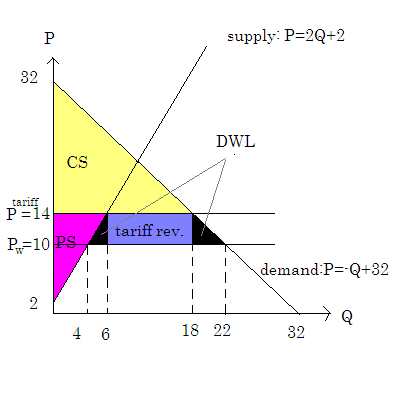 P
supply: P=2Q+2
32
DWL
CS
tariff
P =14
Pw=10
PS
tariff rev.
demand:P=-Q+32
2
4
6
18
22
32
Q